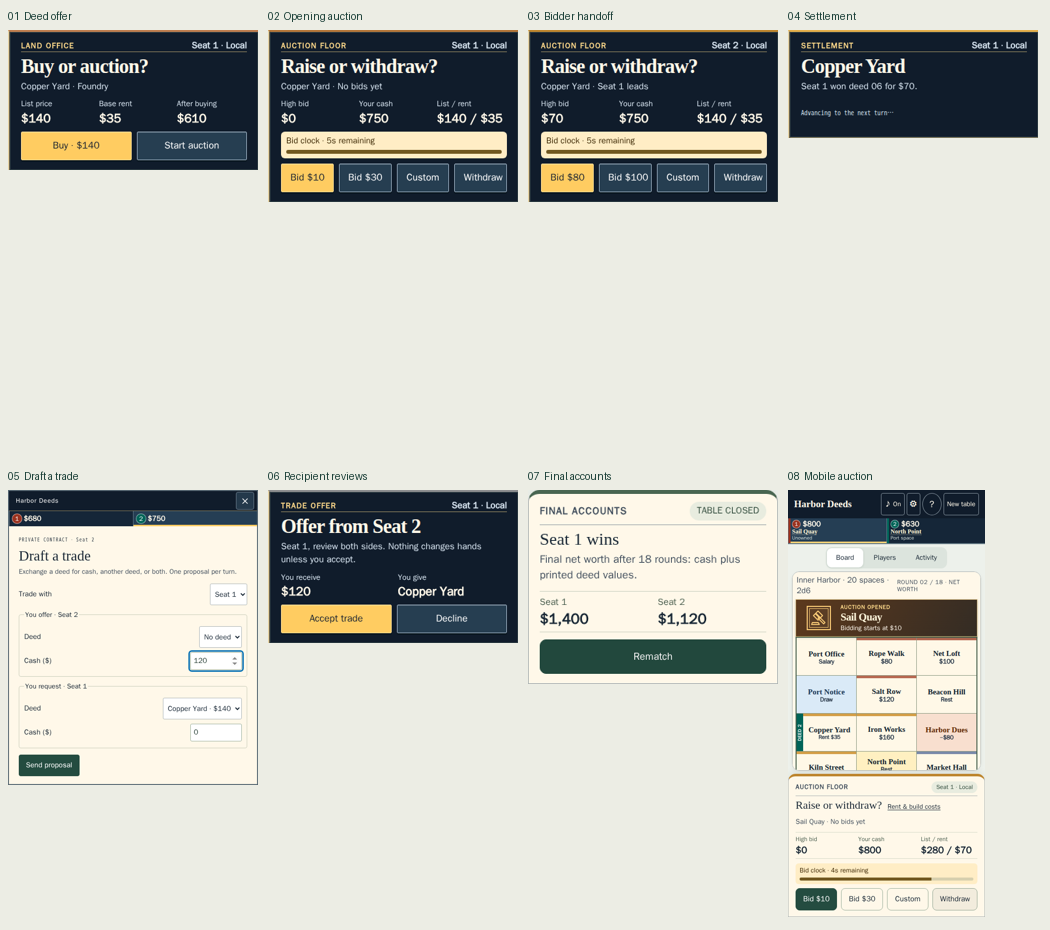 01 Deed offer
LAND OFFICE
Seat 1 · Local
Buy or auction?
Copper Yard · Foundry
List price
Base rent
After buying
$140
$35
$610
Buy · $140
Start auction
02 Opening auction
AUCTION FLOOR
Seat 1 · Local
Raise or withdraw?
Copper Yard · No bids yet
High bid
Your cash
List / rent
$0
$750
$140 / $35
Bid clock · 5s remaining
Bid $10
Bid $30
Custom
Withdraw
03 Bidder handoff
AUCTION FLOOR
Seat 2 · Local
Raise or withdraw?
Copper Yard · Seat 1 leads
High bid
Your cash
List / rent
$70
$750
$140 / $35
Bid clock · 5s remaining
Bid $80
Bid $100
Custom
Withdraw
04 Settlement
SETTLEMENT
Seat 1 · Local
Copper Yard
Seat 1 won deed 06 for $70.
Advancing to the next turn…
05 Draft a trade
Harbor Deeds
×
1 $680
2 $750
PRIVATE CONTRACT · Seat 2
Draft a trade
Exchange a deed for cash, another deed, or both. One proposal per turn.
Trade with
Seat 1
You offer · Seat 2
Deed
No deed
Cash ($)
120
You request · Seat 1
Deed
Copper Yard · $140
Cash ($)
0
Send proposal
06 Recipient reviews
TRADE OFFER
Seat 1 · Local
Offer from Seat 2
Seat 1, review both sides. Nothing changes hands
unless you accept.
You receive
You give
$120
Copper Yard
Accept trade
Decline
07 Final accounts
FINAL ACCOUNTS
TABLE CLOSED
Seat 1 wins
Final net worth after 18 rounds: cash plus
printed deed values.
Seat 1
Seat 2
$1,400
$1,120
Rematch
08 Mobile auction
Harbor Deeds
♪ On
?
New table
1 $800
Sail Quay
Unowned
2 $630
North Point
Port space
Board
Players
Activity
Inner Harbor · 20 spaces ·
2d6
ROUND 02 / 18 · NET
WORTH
AUCTION OPENED
Sail Quay
Bidding starts at $10
Port Office
Salary
Rope Walk
$80
Net Loft
$100
Port Notice
Draw
Salt Row
$120
Beacon Hill
Rest
DEED 2
Copper Yard
Rent $35
Iron Works
$160
Harbor Dues
-$80
Kiln Street
North Point
Rest
Market Hall
AUCTION FLOOR
Seat 1 · Local
Raise or withdraw?
Rent & build costs
Sail Quay · No bids yet
High bid
Your cash
List / rent
$0
$800
$280 / $70
Bid clock · 4s remaining
Bid $10
Bid $30
Custom
Withdraw